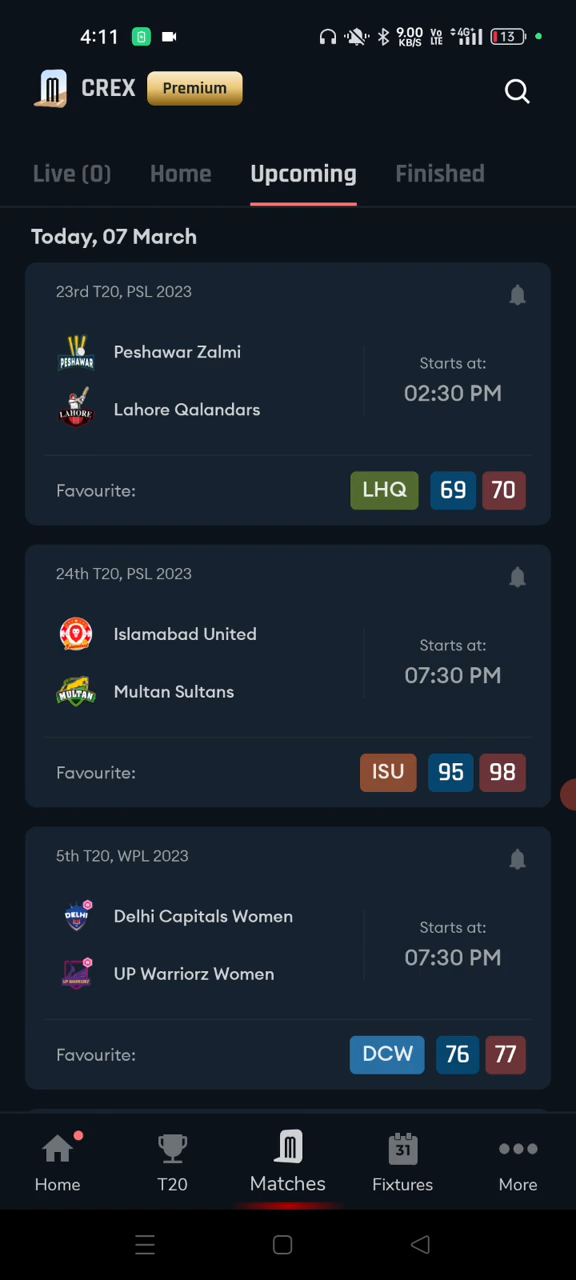 4:11 9.00 KB/S Vo LTE 4G+ 13
CREX Premium
Live (0) Home Upcoming Finished
Today, 07 March
23rd T20, PSL 2023
PESHAWAR Peshawar Zalmi
Starts at:
02:30 PM
LAHORE Lahore Qalandars
Favourite: LHQ 69 70
24th T20, PSL 2023
Islamabad United
Starts at:
07:30 PM
MULTAN Multan Sultans
Favourite: ISU 95 98
5th T20, WPL 2023
DELHI Delhi Capitals Women
Starts at:
07:30 PM
UP WARRIORZ UP Warriorz Women
Favourite: DCW 76 77
31
Home T20 Matches Fixtures More